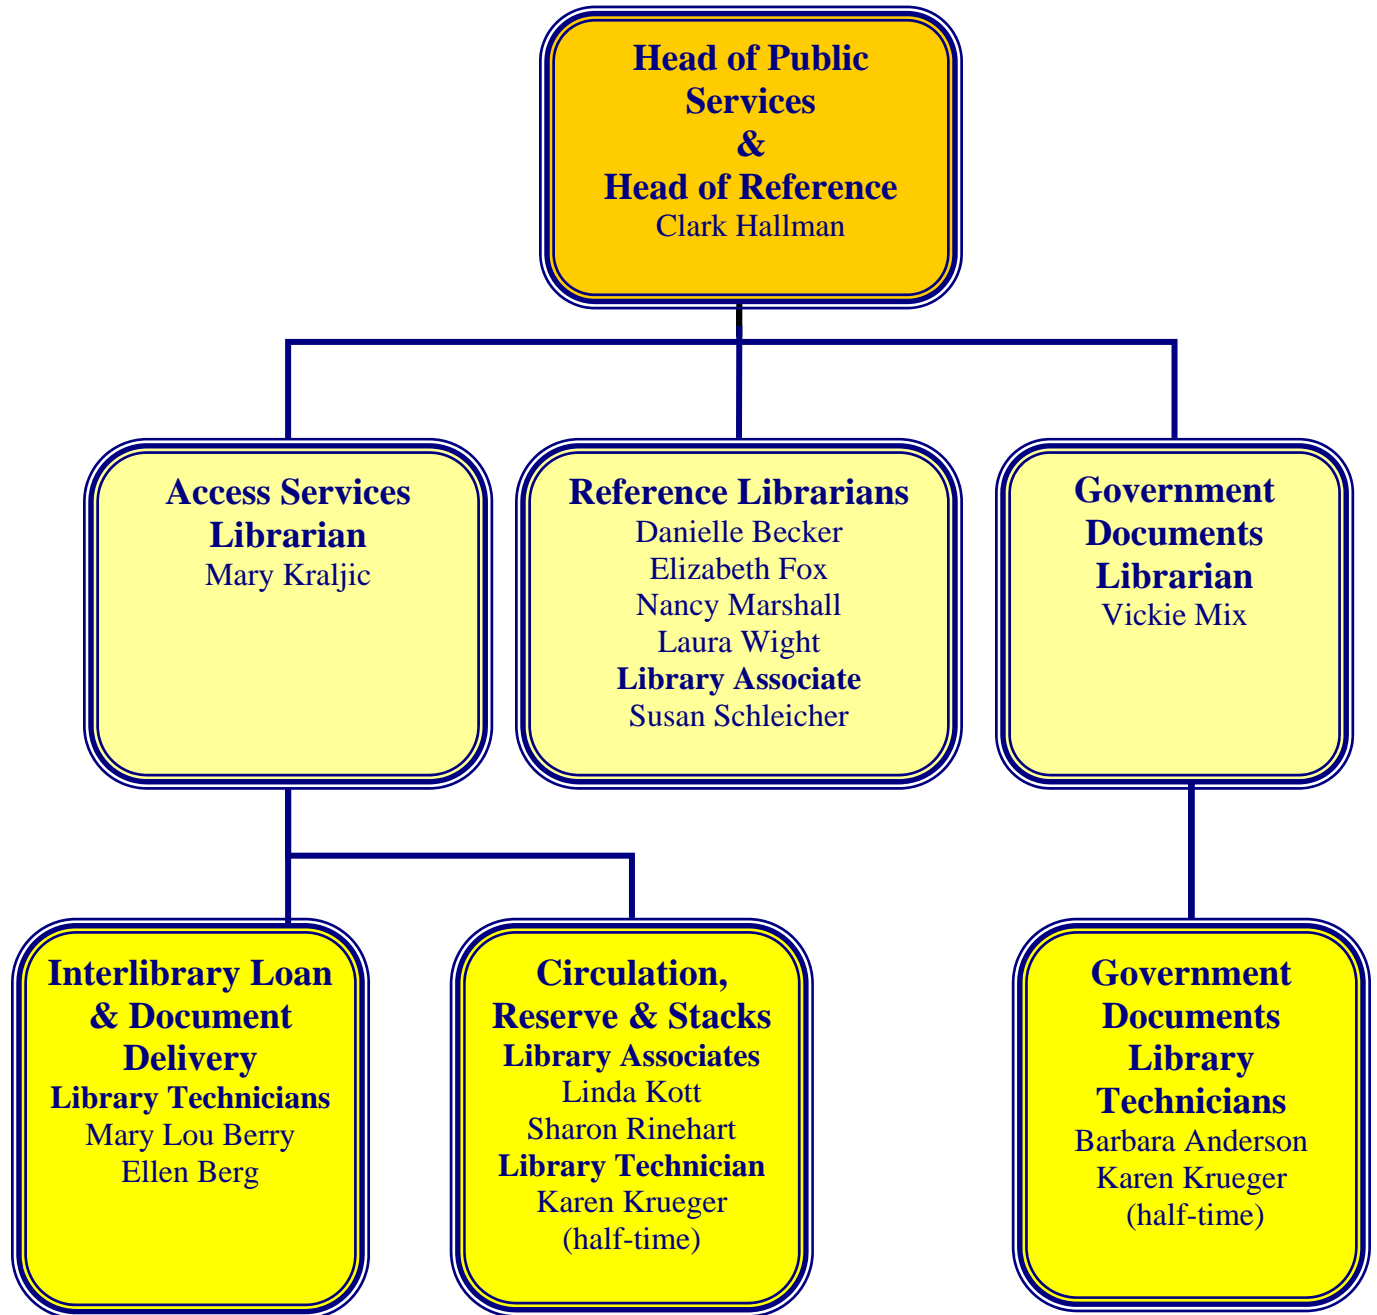 Head of Public
Services
&
Head of Reference
Clark Hallman
Access Services
Librarian
Mary Kraljic
Reference Librarians
Danielle Becker
Elizabeth Fox
Nancy Marshall
Laura Wight
Library Associate
Susan Schleicher
Government
Documents
Librarian
Vickie Mix
Interlibrary Loan
& Document
Delivery
Library Technicians
Mary Lou Berry
Ellen Berg
Circulation,
Reserve & Stacks
Library Associates
Linda Kott
Sharon Rinehart
Library Technician
Karen Krueger
(half-time)
Government
Documents
Library
Technicians
Barbara Anderson
Karen Krueger
(half-time)